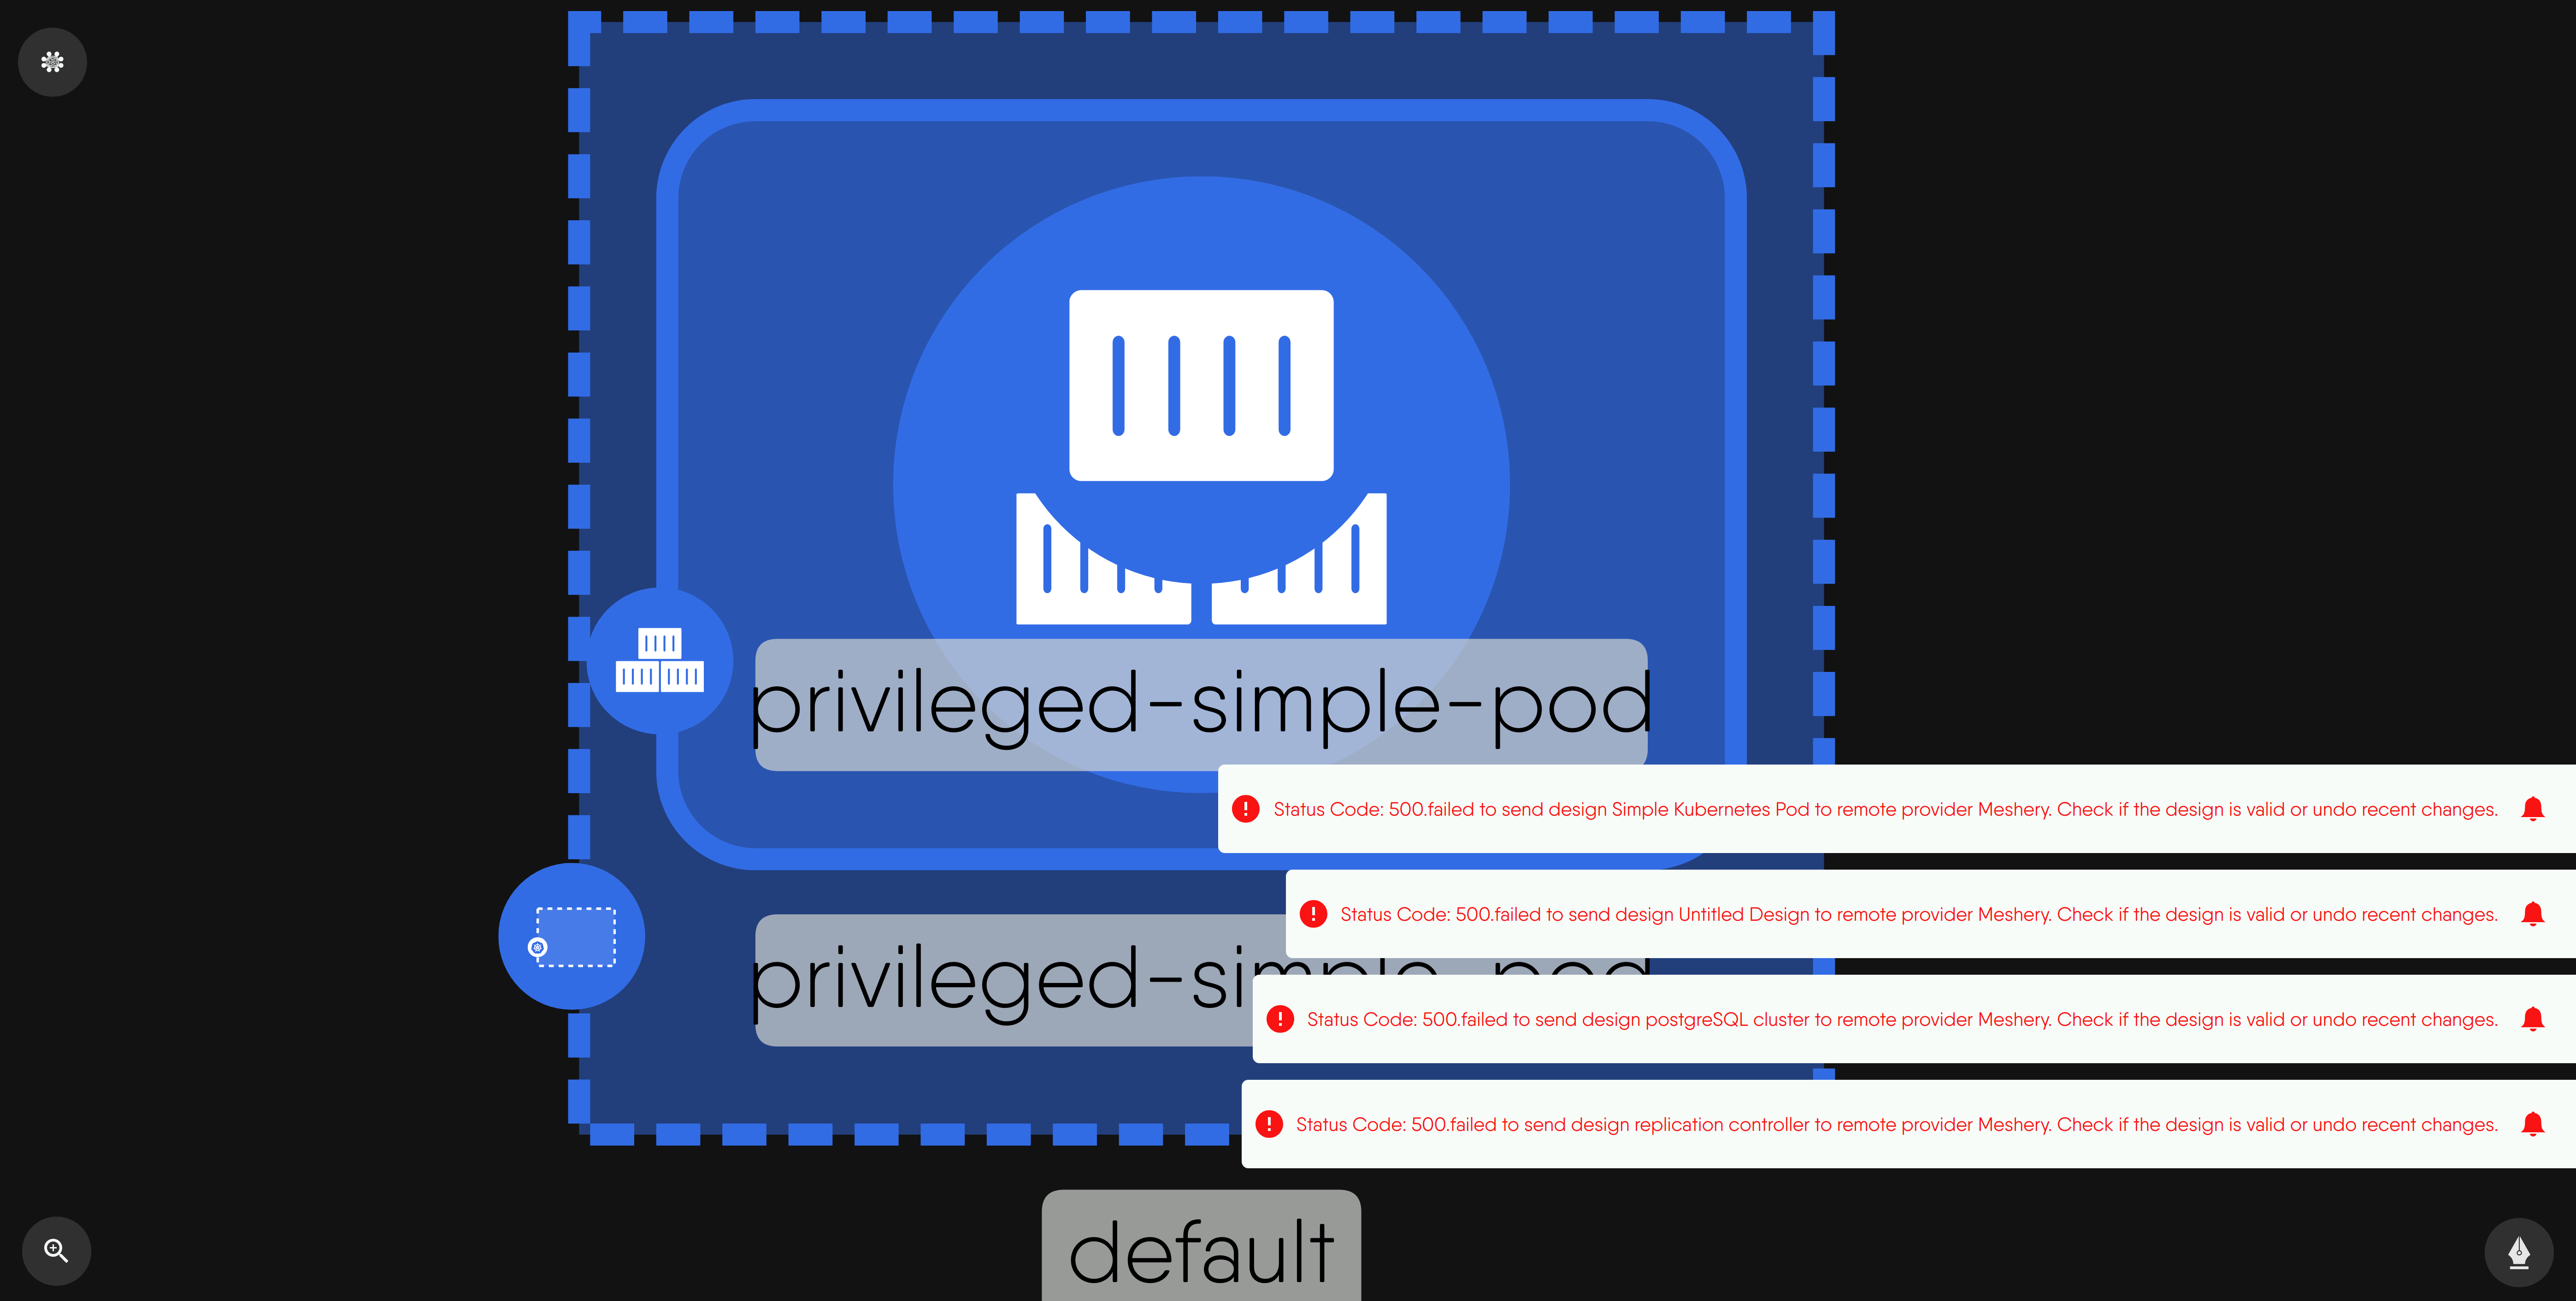 privileged-simple-pod
Status Code: 500.failed to send design Simple Kubernetes Pod to remote provider Meshery. Check if the design is valid or undo recent changes.
Status Code: 500.failed to send design Untitled Design to remote provider Meshery. Check if the design is valid or undo recent changes.
privileged-simple-pod
Status Code: 500.failed to send design postgreSQL cluster to remote provider Meshery. Check if the design is valid or undo recent changes.
Status Code: 500.failed to send design replication controller to remote provider Meshery. Check if the design is valid or undo recent changes.
default